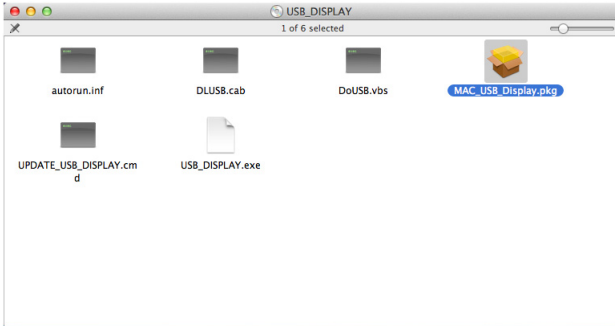 USB_DISPLAY
1 of 6 selected
autorun.inf
DLUSB.cab
DoUSB.vbs
MAC_USB_Display.pkg
UPDATE_USB_DISPLAY.cm
d
USB_DISPLAY.exe